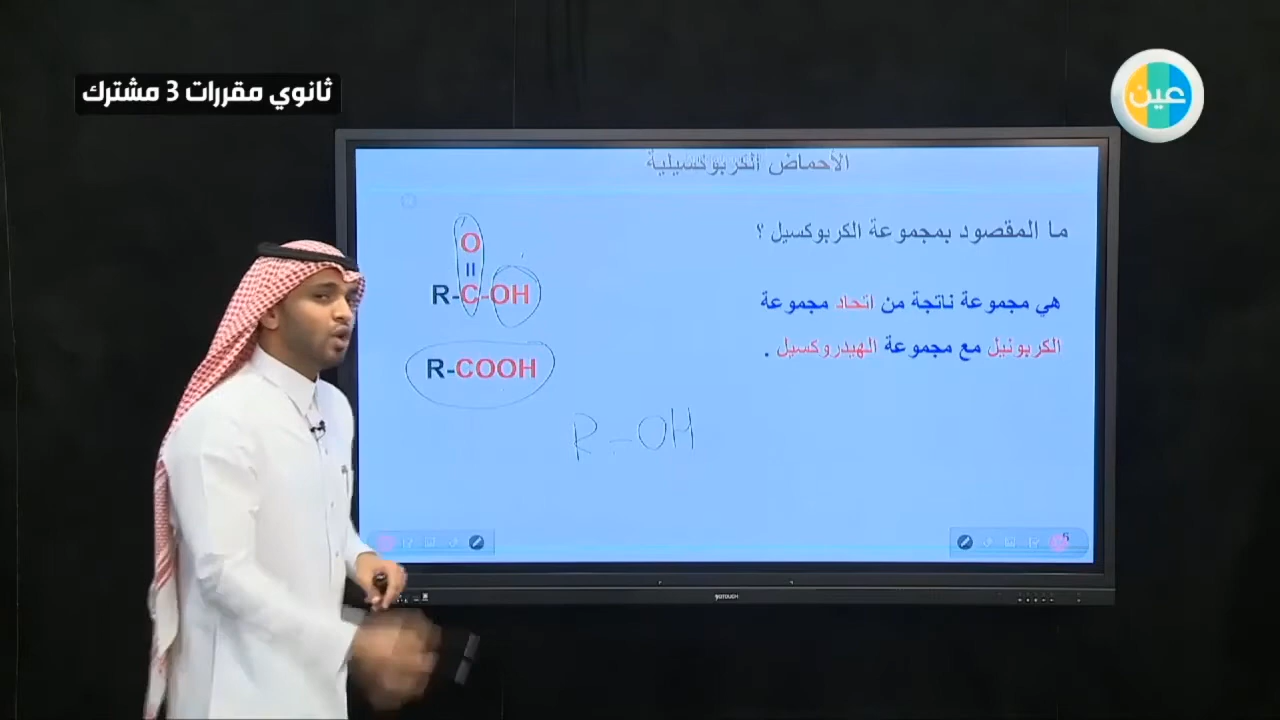 ثانوي مقررات 3 مشترك
عين
الأحماض الكربوكسيلية
ما المقصود بمجموعة الكربوكسيل ؟
هي مجموعة ناتجة من اتحاد مجموعة
الكربونيل مع مجموعة الهيدروكسيل .
O
=
R-C-OH
R-COOH
R-OH
5